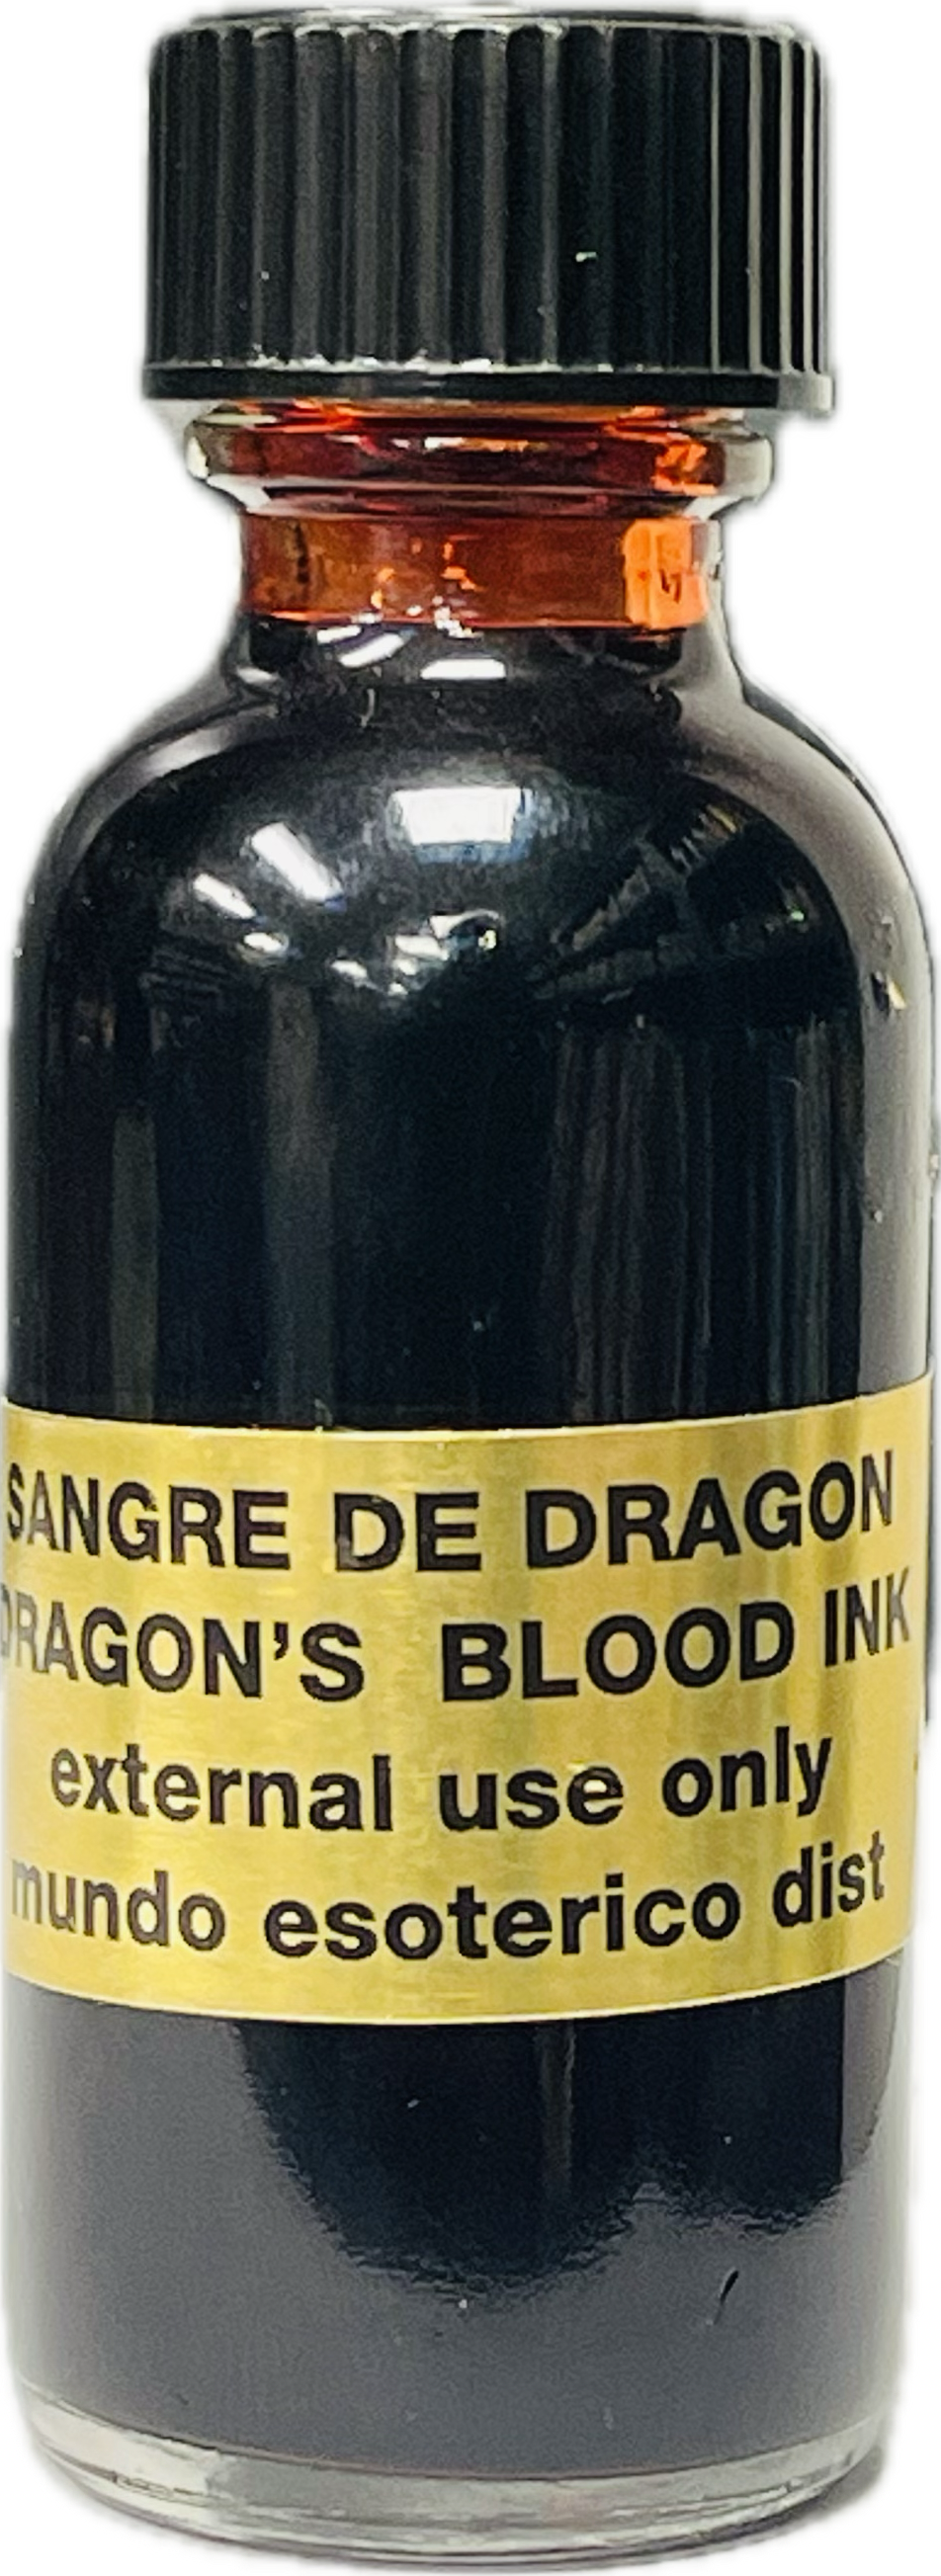 SANGRE DE DRAGON
DRAGON'S BLOOD INK
external use only
mundo esoterico dist